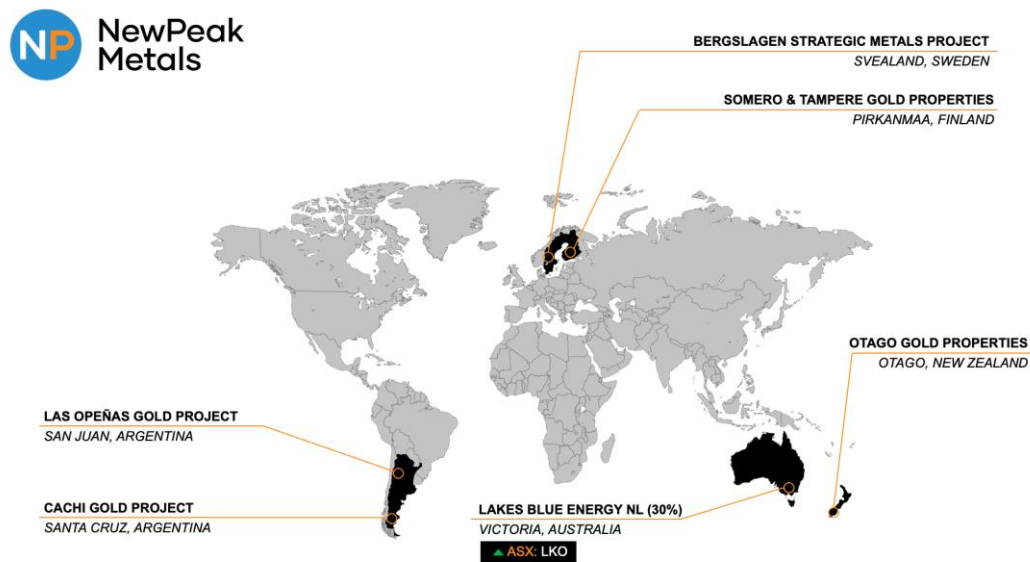 NP NewPeak
Metals
BERGSLAGEN STRATEGIC METALS PROJECT
SVEALAND, SWEDEN
SOMERO & TAMPERE GOLD PROPERTIES
PIRKANMAA, FINLAND
OTAGO GOLD PROPERTIES
OTAGO, NEW ZEALAND
LAS OPEÑAS GOLD PROJECT
SAN JUAN, ARGENTINA
CACHI GOLD PROJECT
SANTA CRUZ, ARGENTINA
LAKES BLUE ENERGY NL (30%)
VICTORIA, AUSTRALIA
ASX: LKO